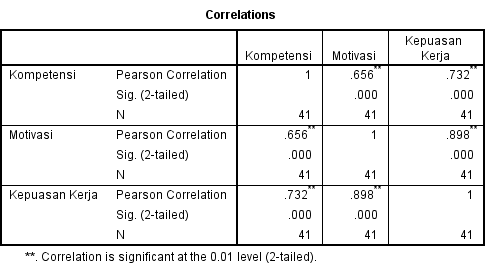 Correlations
Kompetensi Motivasi Kepuasan Kerja
Kompetensi Pearson Correlation 1 .656** .732**
Sig. (2-tailed) .000 .000
N 41 41 41
Motivasi Pearson Correlation .656** 1 .898**
Sig. (2-tailed) .000 .000
N 41 41 41
Kepuasan Kerja Pearson Correlation .732** .898** 1
Sig. (2-tailed) .000 .000
N 41 41 41
**. Correlation is significant at the 0.01 level (2-tailed).